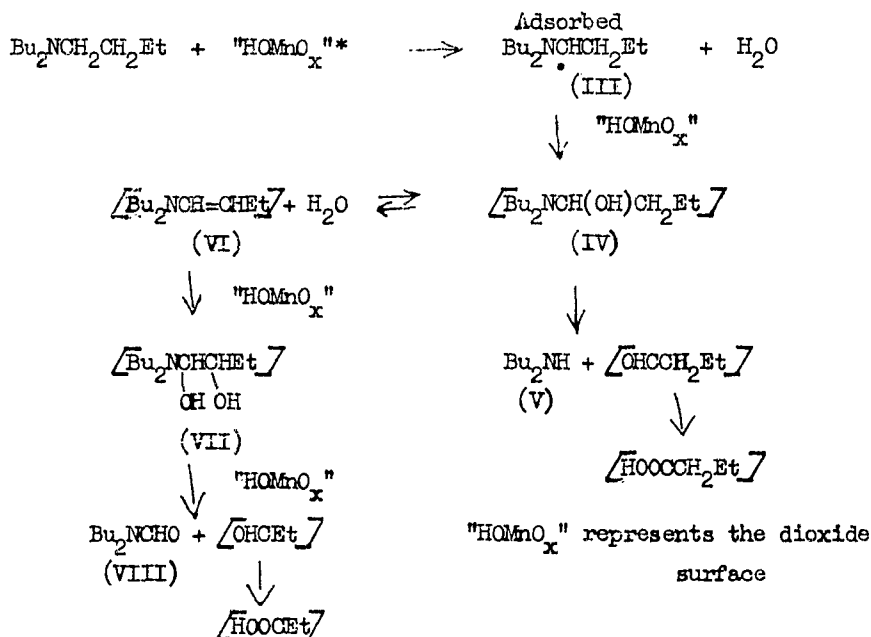 Adsorbed
Bu₂NCH₂CH₂Et + "HOMnOₓ"* → Bu₂NCHCH₂Et + H₂O
•
(III)
"HOMnOₓ"
[Bu₂NCH=CHEt] + H₂O ⇌ [Bu₂NCH(OH)CH₂Et]
(VI) (IV)
"HOMnOₓ"
[Bu₂NCHCHEt] Bu₂NH + [OHCCH₂Et]
OH OH (V)
(VII)
[HOOCCH₂Et]
"HOMnOₓ"
Bu₂NCHO + [OHCEt] "HOMnOₓ" represents the dioxide
(VIII) surface
[HOOCEt]